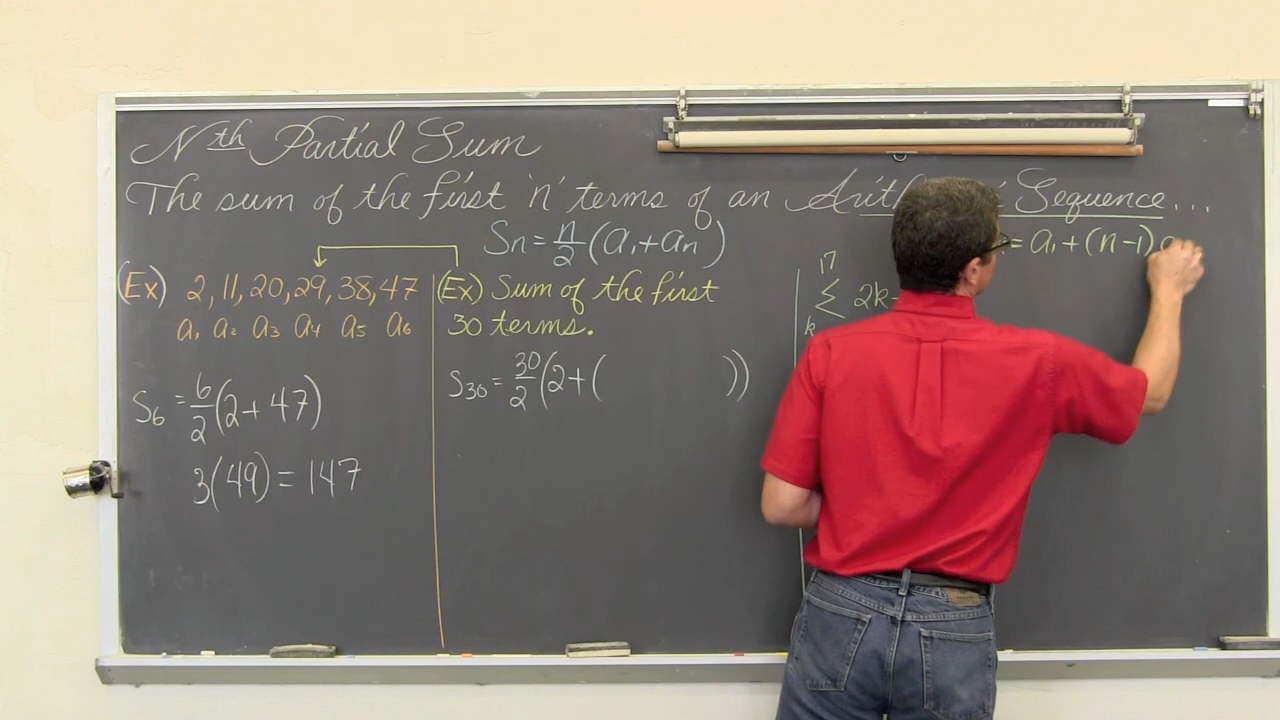 Nth Partial Sum
The sum of the first 'n' terms of an Sequence...
Sn = n/2 (a1 + an)
= a1 + (n-1)
(Ex) 2, 11, 20, 29, 38, 47
a1 a2 a3 a4 a5 a6
S6 = 6/2 (2 + 47)
3(49) = 147
(Ex) Sum of the first
30 terms.
S30 = 30/2 (2 + ( ))
17
Σ 2k-
k